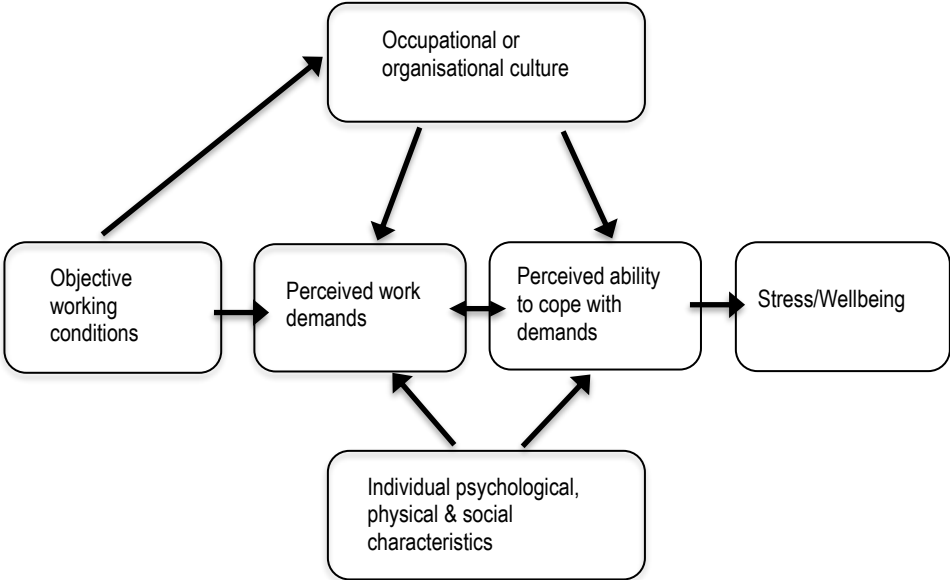 Occupational or
organisational culture
Objective
working
conditions
Perceived work
demands
Perceived ability
to cope with
demands
Stress/Wellbeing
Individual psychological,
physical & social
characteristics